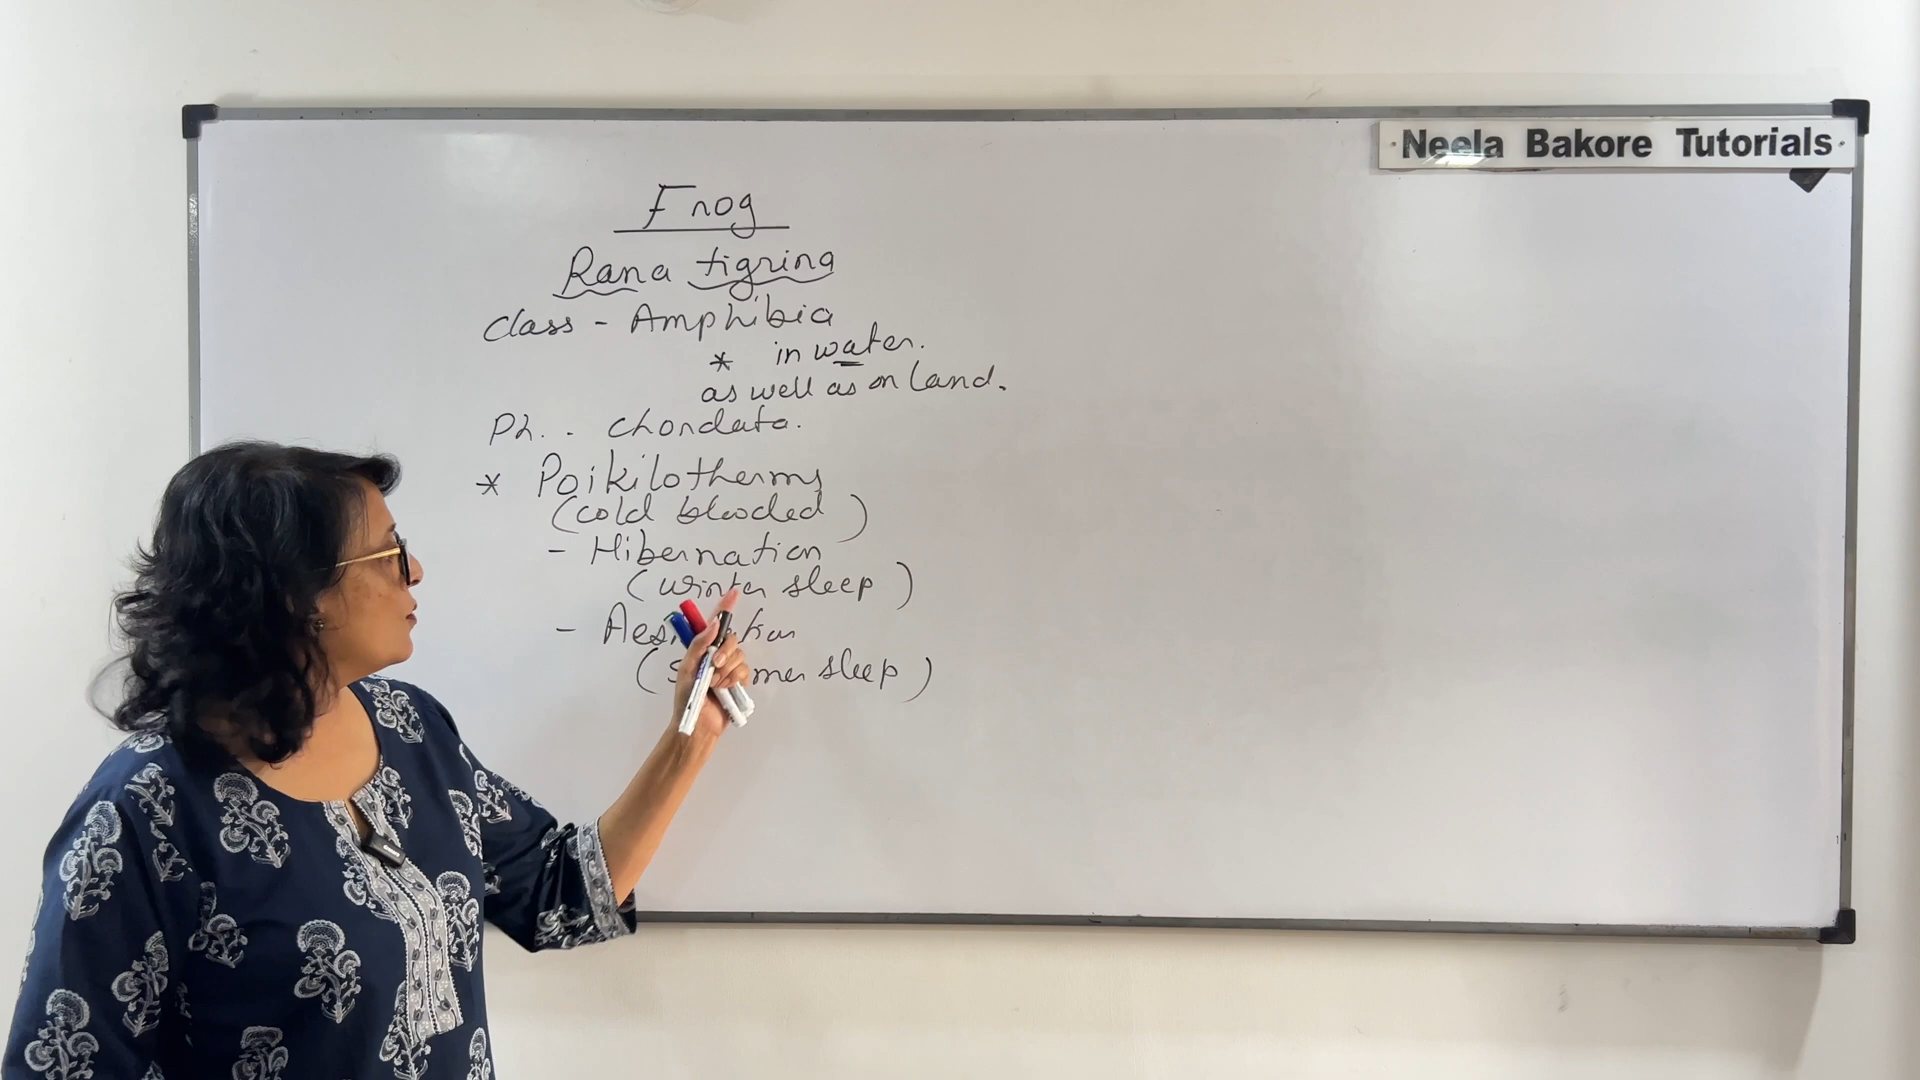 Neela Bakore Tutorials
Frog
Rana tigrina
Class - Amphibia
* in water.
as well as on land.
Ph. . - Chordata.
* Poikilotherms
(cold blooded)
- Hibernation
(winter sleep)
-
( sleep)